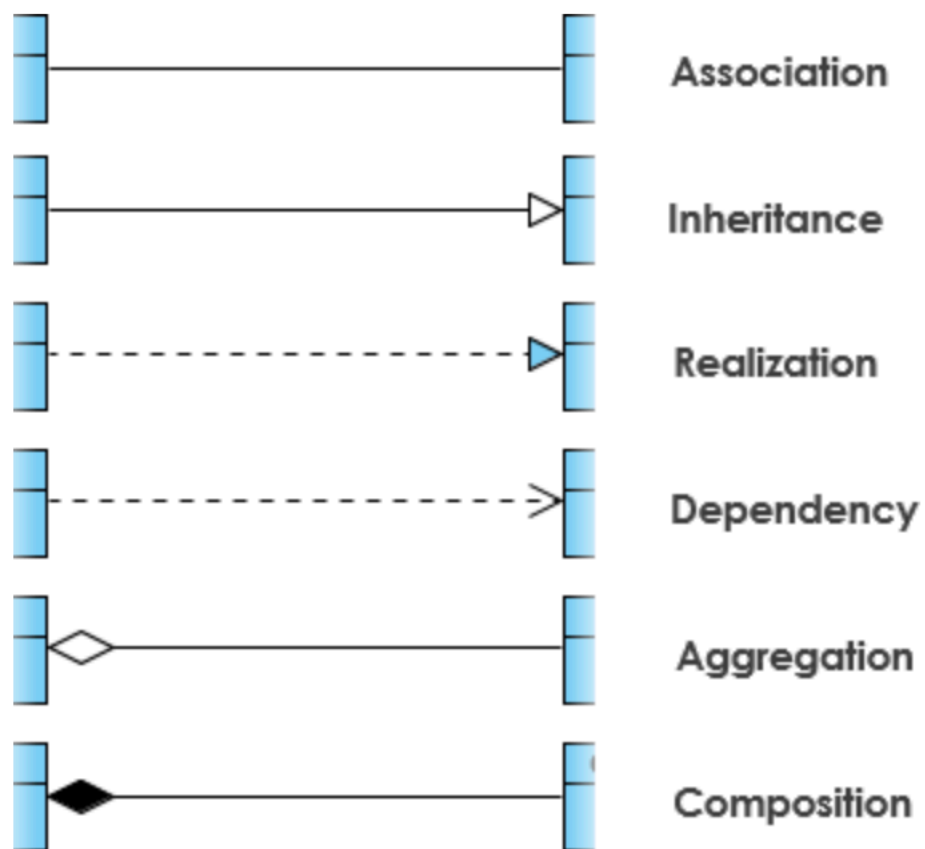 Association
Inheritance
Realization
Dependency
Aggregation
Composition